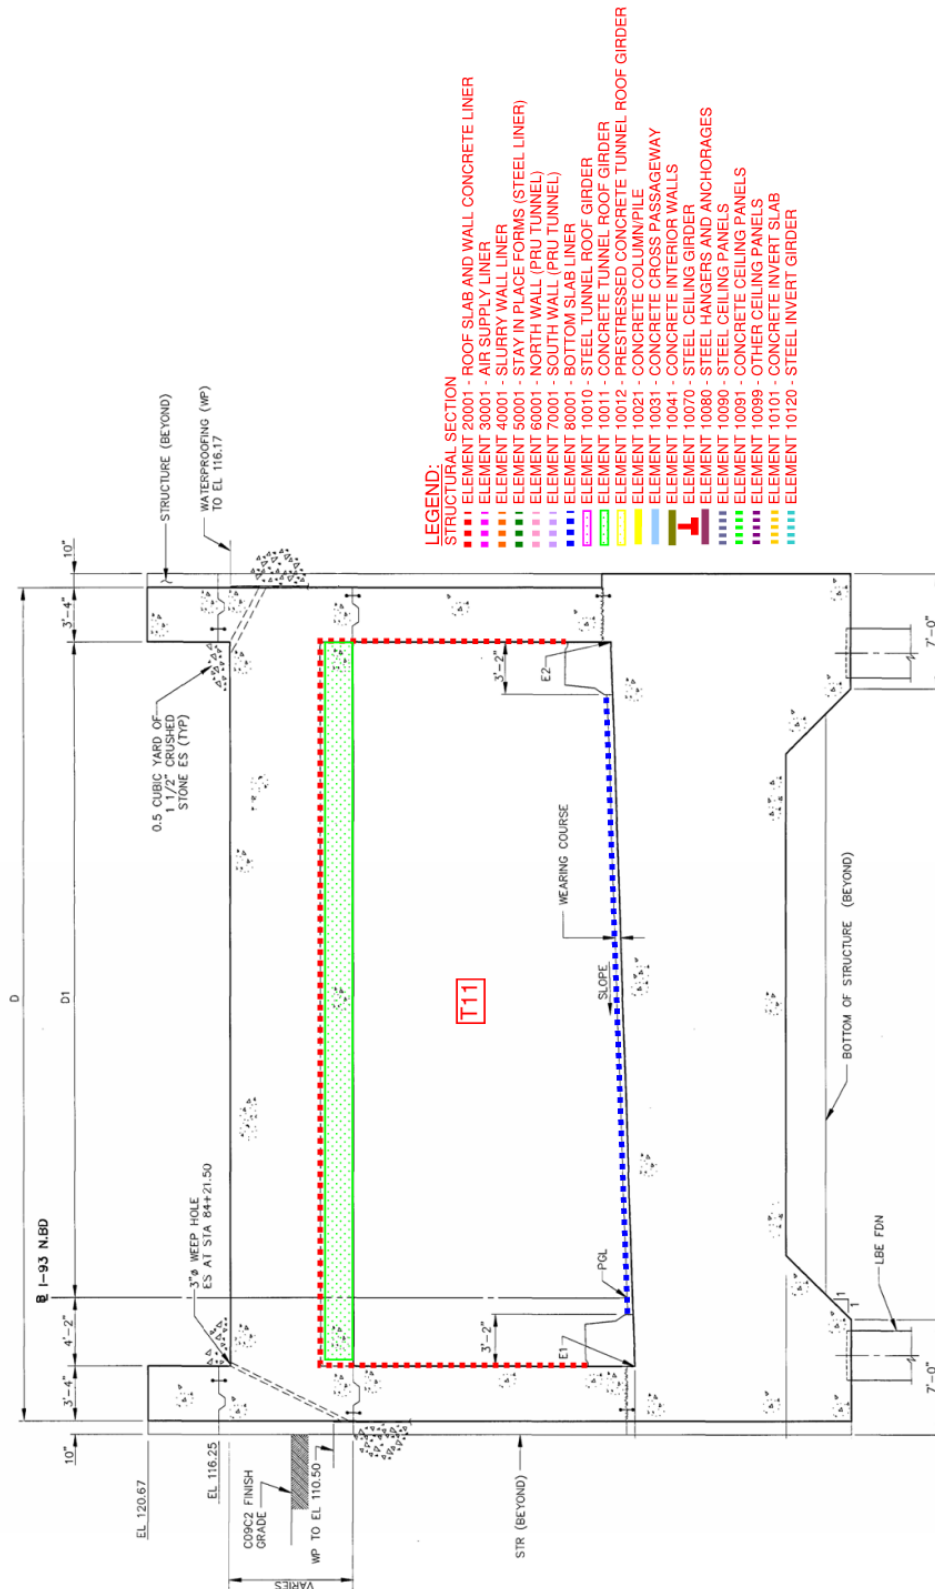 D
10"
3'-4"
4'-2"
D1
3'-4"
10"
B I-93 N.BD
EL 120.67
EL 116.25
3"ø WEEP HOLE
ES AT STA 84+21.50
0.5 CUBIC YARD OF
1 1/2" CRUSHED
STONE ES (TYP)
STRUCTURE (BEYOND)
WATERPROOFING (WP)
TO EL 116.17
C09C2 FINISH
GRADE
WP TO EL 110.50
VARIES
T11
STR (BEYOND)
3'-2"
E1
PGL
SLOPE
WEARING COURSE
3'-2"
E2
BOTTOM OF STRUCTURE (BEYOND)
LBE FDN
1
1
7'-0"
7'-0"
LEGEND:
STRUCTURAL SECTION
ELEMENT 20001 - ROOF SLAB AND WALL CONCRETE LINER
ELEMENT 30001 - AIR SUPPLY LINER
ELEMENT 40001 - SLURRY WALL LINER
ELEMENT 50001 - STAY IN PLACE FORMS (STEEL LINER)
ELEMENT 60001 - NORTH WALL (PRU TUNNEL)
ELEMENT 70001 - SOUTH WALL (PRU TUNNEL)
ELEMENT 80001 - BOTTOM SLAB LINER
ELEMENT 10010 - STEEL TUNNEL ROOF GIRDER
ELEMENT 10011 - CONCRETE TUNNEL ROOF GIRDER
ELEMENT 10012 - PRESTRESSED CONCRETE TUNNEL ROOF GIRDER
ELEMENT 10021 - CONCRETE COLUMN/PILE
ELEMENT 10031 - CONCRETE CROSS PASSAGEWAY
ELEMENT 10041 - CONCRETE INTERIOR WALLS
ELEMENT 10070 - STEEL CEILING GIRDER
ELEMENT 10080 - STEEL HANGERS AND ANCHORAGES
ELEMENT 10090 - STEEL CEILING PANELS
ELEMENT 10091 - CONCRETE CEILING PANELS
ELEMENT 10099 - OTHER CEILING PANELS
ELEMENT 10101 - CONCRETE INVERT SLAB
ELEMENT 10120 - STEEL INVERT GIRDER